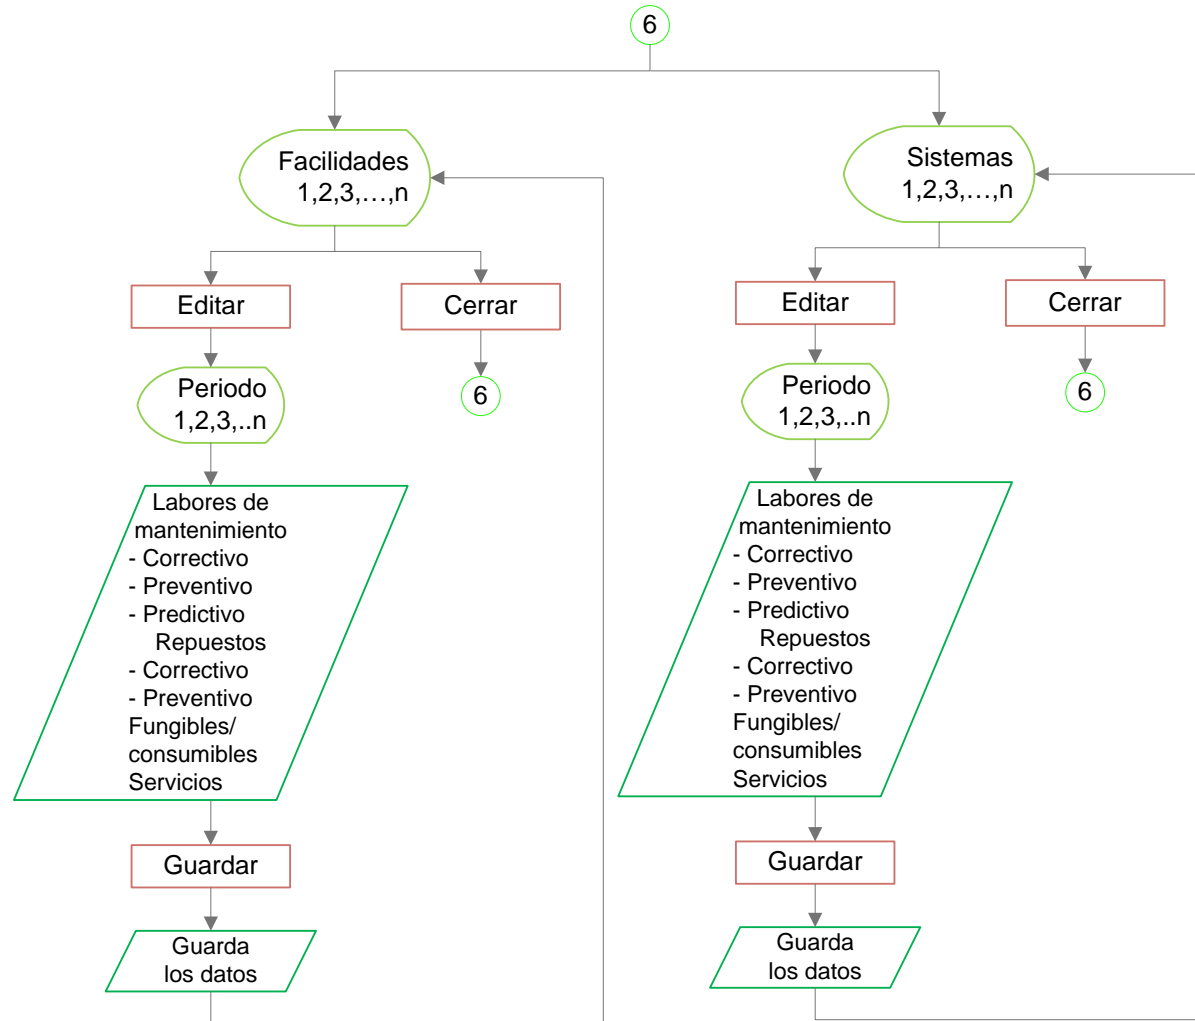 6
Facilidades
1,2,3,…,n
Editar
Cerrar
Periodo
1,2,3,..n
6
Labores de
mantenimiento
- Correctivo
- Preventivo
- Predictivo
Repuestos
- Correctivo
- Preventivo
Fungibles/
consumibles
Servicios
Guardar
Guarda
los datos
Sistemas
1,2,3,…,n
Editar
Cerrar
Periodo
1,2,3,..n
6
Labores de
mantenimiento
- Correctivo
- Preventivo
- Predictivo
Repuestos
- Correctivo
- Preventivo
Fungibles/
consumibles
Servicios
Guardar
Guarda
los datos